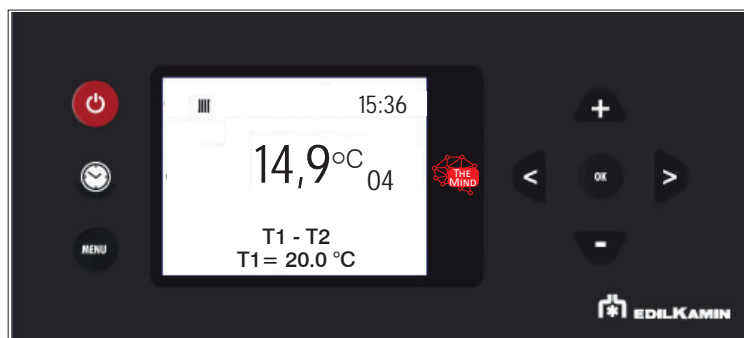 15:36
14,9°C
04
THE
MIND
T1 - T2
T1= 20.0 °C
MENU
+
<
OK
>
-
EDILKAMIN